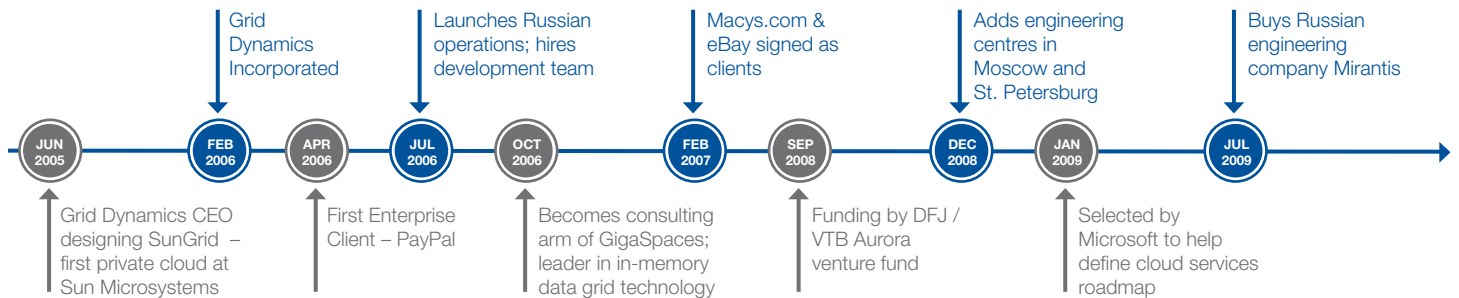 Grid
Dynamics
Incorporated
Launches Russian
operations; hires
development team
Macys.com &
eBay signed as
clients
Adds engineering
centres in
Moscow and
St. Petersburg
Buys Russian
engineering
company Mirantis
JUN
2005
FEB
2006
APR
2006
JUL
2006
OCT
2006
FEB
2007
SEP
2008
DEC
2008
JAN
2009
JUL
2009
Grid Dynamics CEO
designing SunGrid –
first private cloud at
Sun Microsystems
First Enterprise
Client – PayPal
Becomes consulting
arm of GigaSpaces;
leader in in-memory
data grid technology
Funding by DFJ /
VTB Aurora
venture fund
Selected by
Microsoft to help
define cloud services
roadmap